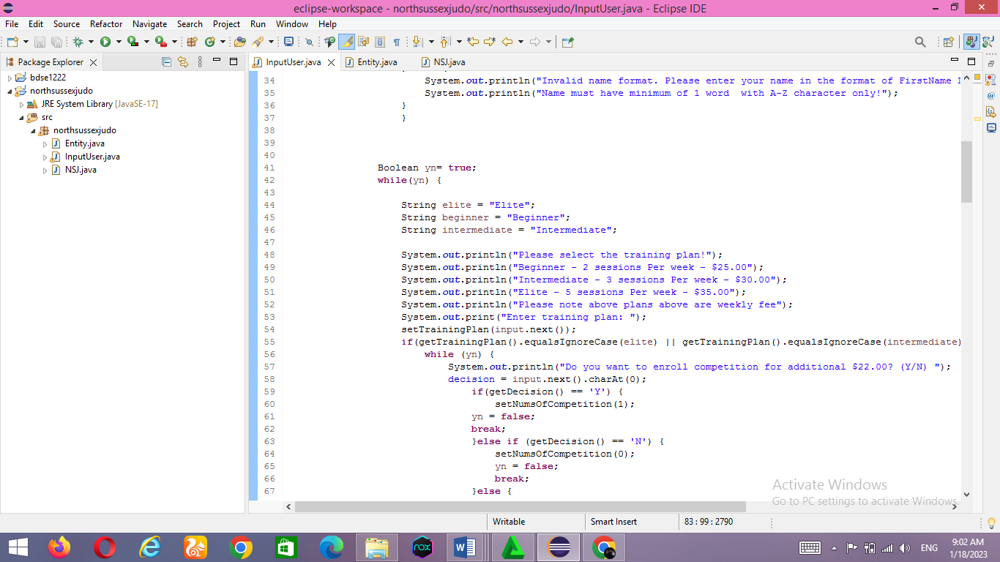 eclipse-workspace - northsussexjudo/src/northsussexjudo/InputUser.java - Eclipse IDE
File Edit Source Refactor Navigate Search Project Run Window Help
Package Explorer
InputUser.java Entity.java NSJ.java
bdse1222
northsussexjudo
JRE System Library [JavaSE-17]
src
northsussexjudo
Entity.java
InputUser.java
NSJ.java
34 System.out.println("Invalid name format. Please enter your name in the format of FirstName
35 System.out.println("Name must have minimum of 1 word  with A-Z character only!");
36 }
37 }
38
39
40
41 Boolean yn= true;
42 while(yn) {
43
44 String elite = "Elite";
45 String beginner = "Beginner";
46 String intermediate = "Intermediate";
47
48 System.out.println("Please select the training plan!");
49 System.out.println("Beginner - 2 sessions Per week - $25.00");
50 System.out.println("Intermediate - 3 sessions Per week - $30.00");
51 System.out.println("Elite - 5 sessions Per week - $35.00");
52 System.out.println("Please note above plans above are weekly fee");
53 System.out.print("Enter training plan: ");
54 setTrainingPlan(input.next());
55 if(getTrainingPlan().equalsIgnoreCase(elite) || getTrainingPlan().equalsIgnoreCase(intermediate)
56 while (yn) {
57 System.out.println("Do you want to enroll competition for additional $22.00? (Y/N) ");
58 decision = input.next().charAt(0);
59 if(getDecision() == 'Y') {
60 setNumsOfCompetition(1);
61 yn = false;
62 break;
63 }else if (getDecision() == 'N') {
64 setNumsOfCompetition(0);
65 yn = false;
66 break;
67 }else {
Activate Windows
Go to PC settings to activate Windows.
Writable Smart Insert 83 : 99 : 2790
nox
ENG
9:02 AM
1/18/2023